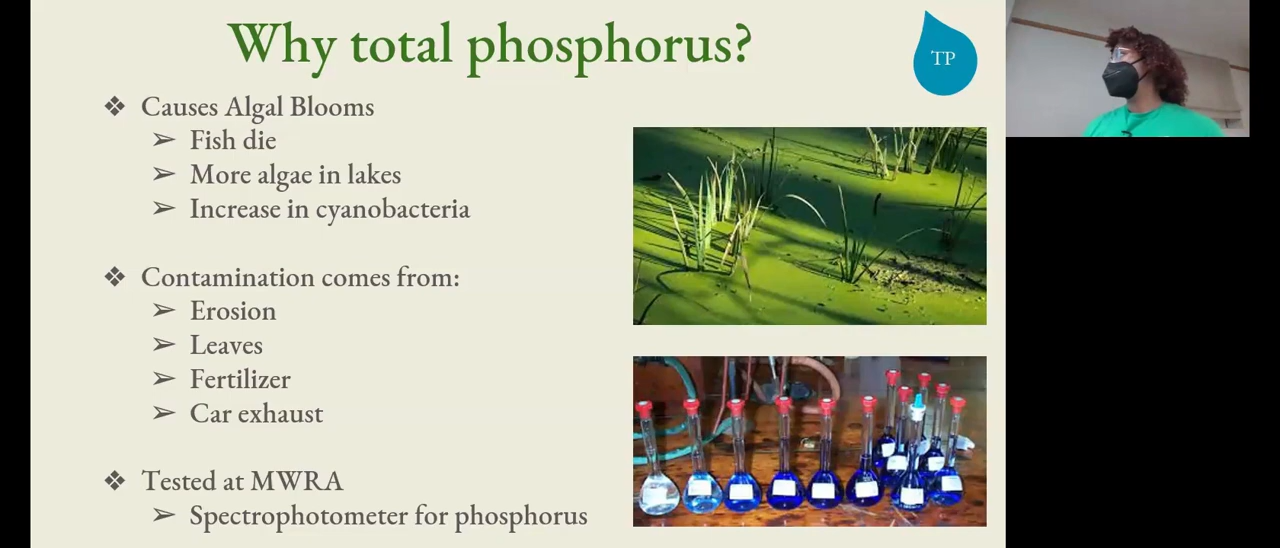 Why total phosphorus?
TP
❖ Causes Algal Blooms
➢ Fish die
➢ More algae in lakes
➢ Increase in cyanobacteria
❖ Contamination comes from:
➢ Erosion
➢ Leaves
➢ Fertilizer
➢ Car exhaust
❖ Tested at MWRA
➢ Spectrophotometer for phosphorus